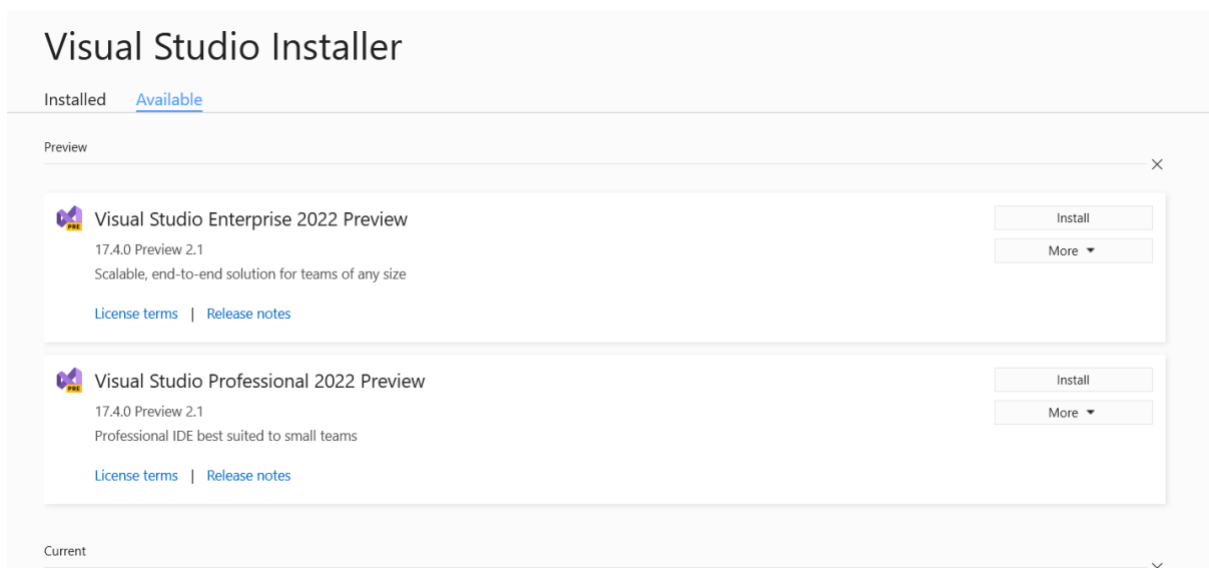 Visual Studio Installer
Installed Available
Preview
PRE Visual Studio Enterprise 2022 Preview
Install
17.4.0 Preview 2.1
More
Scalable, end-to-end solution for teams of any size
License terms | Release notes
PRE Visual Studio Professional 2022 Preview
Install
17.4.0 Preview 2.1
More
Professional IDE best suited to small teams
License terms | Release notes
Current